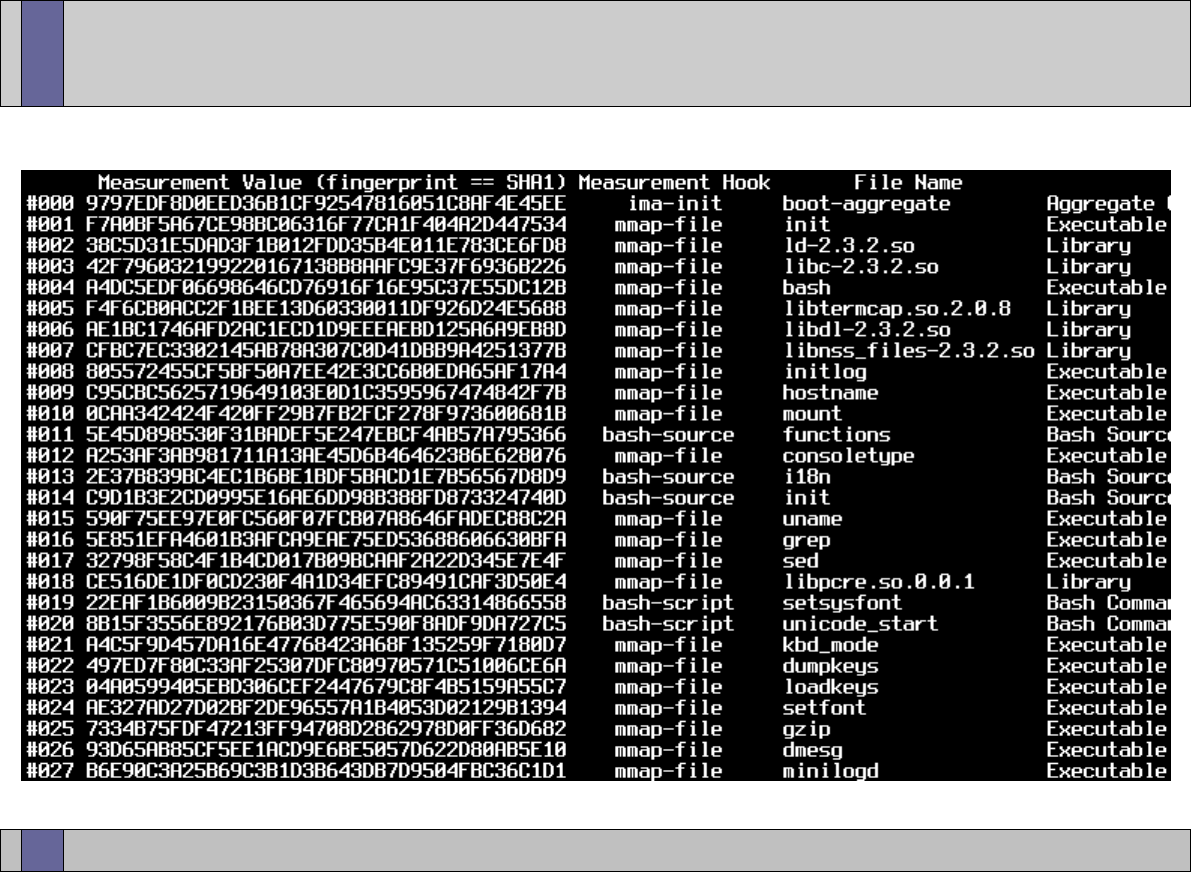 Measurement Value (fingerprint == SHA1) Measurement Hook File Name
#000 9797EDF8D0EED36B1CF92547816051C8AF4E45EE ima-init boot-aggregate Aggregate
#001 F7A0BF5A67CE98BC06316F77CA1F404A2D447534 mmap-file init Executable
#002 38C5D31E5DAD3F1B012FDD35B4E011E783CE6FD8 mmap-file ld-2.3.2.so Library
#003 42F796032199220167138B8AAFC9E37F6936B226 mmap-file libc-2.3.2.so Library
#004 A4DC5EDF06698646CD76916F16E95C37E55DC12B mmap-file bash Executable
#005 F4F6CB0ACC2F1BEE13D60330011DF926D24E5688 mmap-file libtermcap.so.2.0.8 Library
#006 AE1BC1746AFD2AC1ECD1D9EEEAEBD125A6A9EB8D mmap-file libdl-2.3.2.so Library
#007 CFBC7EC3302145AB78A307C0D41DBB9A4251377B mmap-file libnss_files-2.3.2.so Library
#008 805572455CF5BF50A7EE42E3CC6B0EDA65AF17A4 mmap-file initlog Executable
#009 C95CBC5625719649103E0D1C3595967474842F7B mmap-file hostname Executable
#010 0CAA342424F420FF29B7FB2FCF278F973600681B mmap-file mount Executable
#011 5E45D898530F31BADEF5E247EBCF4AB57A795366 bash-source functions Bash Sourc
#012 A253AF3AB981711A13AE45D6B46462386E628076 mmap-file consoletype Executable
#013 2E37B839BC4EC1B6BE1BDF5BACD1E7B56567D8D9 bash-source i18n Bash Sourc
#014 C9D1B3E2CD0995E16AE6DD98B388FD873324740D bash-source init Bash Sourc
#015 590F75EE97E0FC560F07FCB07A8646FADEC88C2A mmap-file uname Executable
#016 5E851EFA4601B3AFCA9EAE75ED53688606630BFA mmap-file grep Executable
#017 32798F58C4F1B4CD017B09BCAAF2A22D345E7E4F mmap-file sed Executable
#018 CE516DE1DF0CD230F4A1D34EFC89491CAF3D50E4 mmap-file libpcre.so.0.0.1 Library
#019 22EAF1B6009B23150367F465694AC63314866558 bash-script setsysfont Bash Comma
#020 8B15F3556E892176B03D775E590F8ADF9DA727C5 bash-script unicode_start Bash Comma
#021 A4C5F9D457DA16E47768423A68F135259F7180D7 mmap-file kbd_mode Executable
#022 497ED7F80C33AF25307DFC80970571C51006CE6A mmap-file dumpkeys Executable
#023 04A0599405EBD306CEF2447679C8F4B5159A55C7 mmap-file loadkeys Executable
#024 AE327AD27D02BF2DE96557A1B4053D02129B1394 mmap-file setfont Executable
#025 7334B75FDF47213FF94708D2862978D0FF36D682 mmap-file gzip Executable
#026 93D65AB85CF5EE1ACD9E6BE5057D622D80AB5E10 mmap-file dmesg Executable
#027 B6E90C3A25B69C3B1D3B643DB7D9504FBC36C1D1 mmap-file minilogd Executable